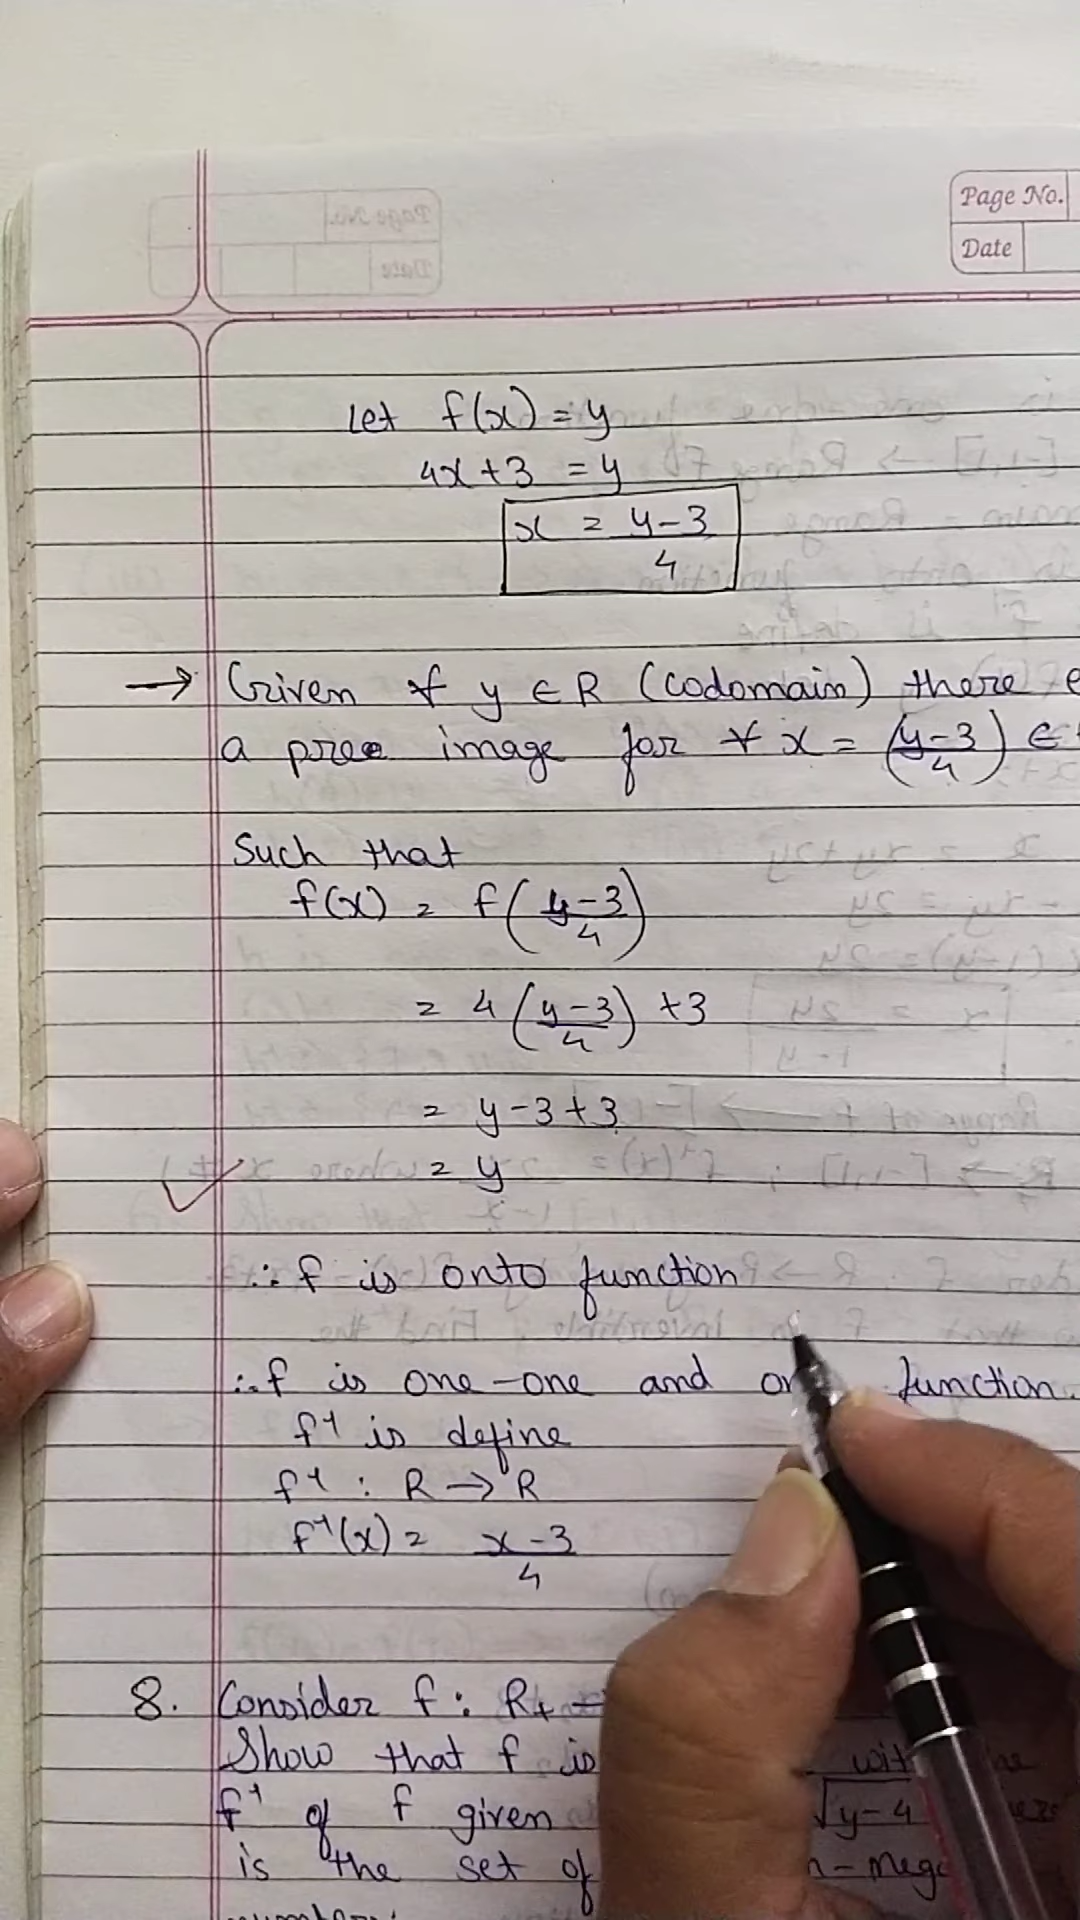 Page No.
Date
Let f(x) = y
4x + 3 = y
x = y - 3
4
→ Given ∀ y ∈ R (codomain) there
a pree image for ∀ x = (y-3/4) ∈
Such that
f(x) = f(y-3/4)
= 4(y-3/4) + 3
= y - 3 + 3
= y
∴ f is onto function
∴ f is one-one and function.
f⁻¹ is define
f⁻¹ : R → R
f⁻¹(x) = x - 3
4
8. Consider f : R₊
Show that f is
f⁻¹ of f given √y-4
is the set of